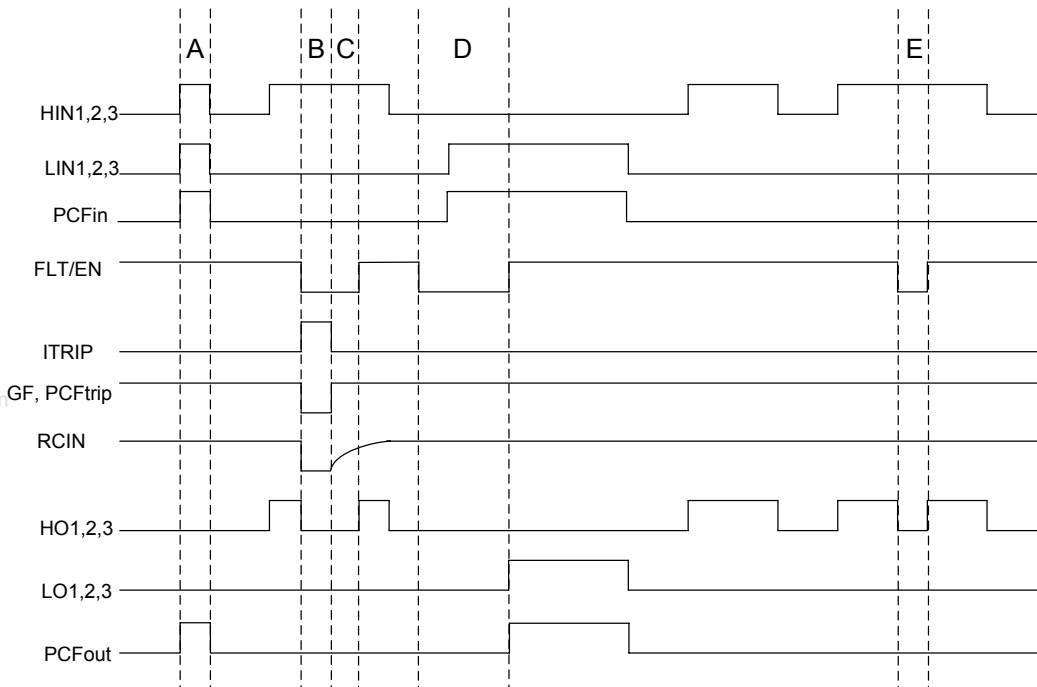 A B C D E
HIN1,2,3
LIN1,2,3
PCFin
FLT/EN
ITRIP
GF, PCFtrip
RCIN
HO1,2,3
LO1,2,3
PCFout